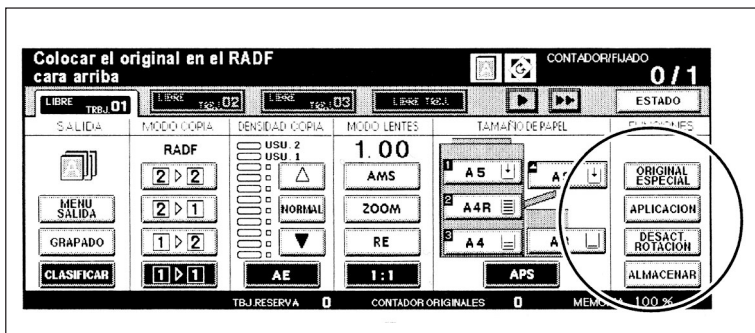 Colocar el original en el RADF
cara arriba
CONTADOR/FIJADO
0/1
LIBRE TRBJ.01
LIBRE TRBJ.02
LIBRE TRBJ.03
LIBRE TRBJ.
ESTADO
SALIDA MODO COPIA DENSIDAD COPIA MODO LENTES TAMAÑO DE PAPEL FUNCIONES
RADF
USU. 2
USU. 1
1.00
2 ▷ 2
△
AMS
1 A5
ORIGINAL
ESPECIAL
MENU
SALIDA
2 ▷ 1
NORMAL
ZOOM
2 A4R
APLICACION
GRAPADO
1 ▷ 2
▼
RE
3 A4
DESACT
ROTACION
CLASIFICAR
1 ▷ 1
AE
1:1
APS
ALMACENAR
TBJ.RESERVA 0 CONTADOR ORIGINALES 0 100 %